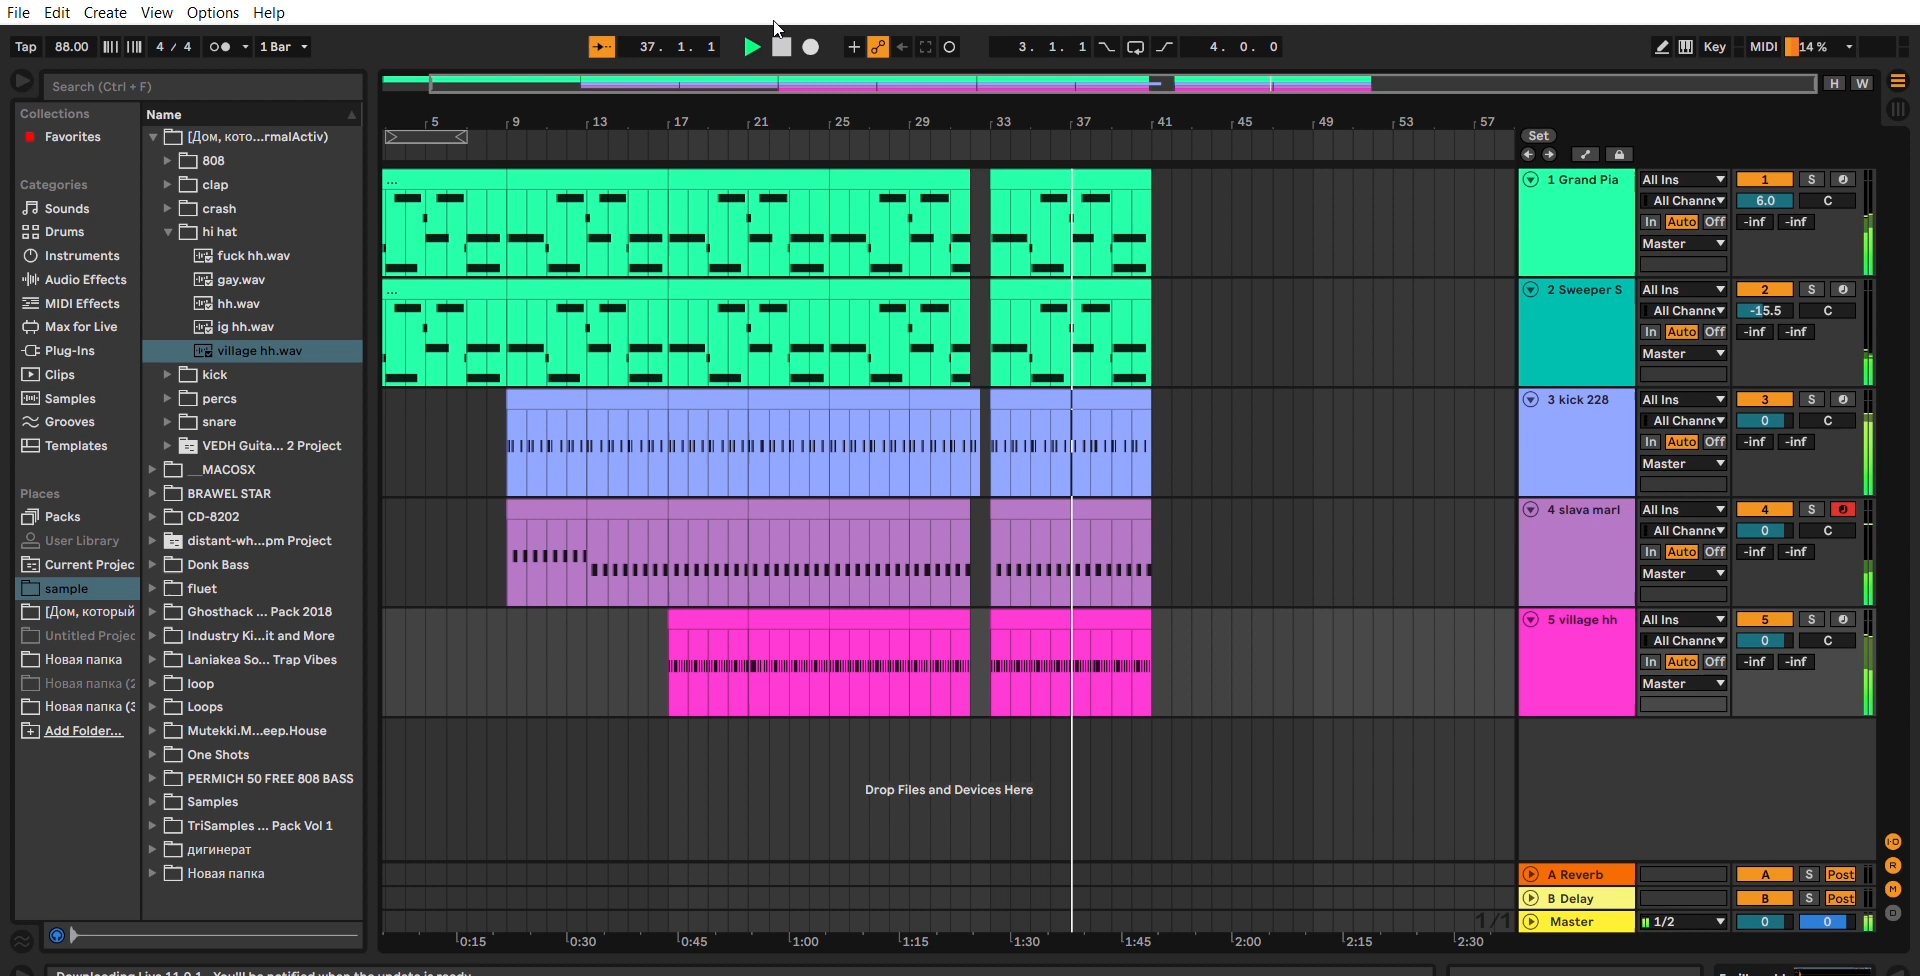 File Edit Create View Options Help
Tap 88.00 4 / 4 1 Bar 37. 1. 1 3. 1. 1 4. 0. 0 Key MIDI 14 %
Search (Ctrl + F)
H W
Collections
Favorites
Categories
Sounds
Drums
Instruments
Audio Effects
MIDI Effects
Max for Live
Plug-Ins
Clips
Samples
Grooves
Templates
Places
Packs
User Library
Current Projec
sample
[Дом, который
Untitled Projec
Новая папка
Новая папка (2
Новая папка (3
Add Folder...
Name
[Дом, кото...rmalActiv)
808
clap
crash
hi hat
fuck hh.wav
gay.wav
hh.wav
ig hh.wav
village hh.wav
kick
percs
snare
VEDH Guita... 2 Project
__MACOSX
BRAWEL STAR
CD-8202
distant-wh...pm Project
Donk Bass
fluet
Ghosthack ... Pack 2018
Industry Ki...it and More
Laniakea So... Trap Vibes
loop
Loops
Mutekki.M...eep.House
One Shots
PERMICH 50 FREE 808 BASS
Samples
TriSamples ... Pack Vol 1
дигинерат
Новая папка
5 9 13 17 21 25 29 33 37 41 45 49 53 57
Set
...
...
1 Grand Pia All Ins 1 S
All Channe 6.0 C
In Auto Off -inf -inf
Master
2 Sweeper S All Ins 2 S
All Channe -15.5 C
In Auto Off -inf -inf
Master
3 kick 228 All Ins 3 S
All Channe 0 C
In Auto Off -inf -inf
Master
4 slava marl All Ins 4 S
All Channe 0 C
In Auto Off -inf -inf
Master
5 village hh All Ins 5 S
All Channe 0 C
In Auto Off -inf -inf
Master
Drop Files and Devices Here
A Reverb A S Post
B Delay B S Post
1/1 Master 1/2 0 0
0:15 0:30 0:45 1:00 1:15 1:30 1:45 2:00 2:15 2:30
I·O
R
M
D
Downloading Live 11.0.1 - You'll be notified when the update is ready.